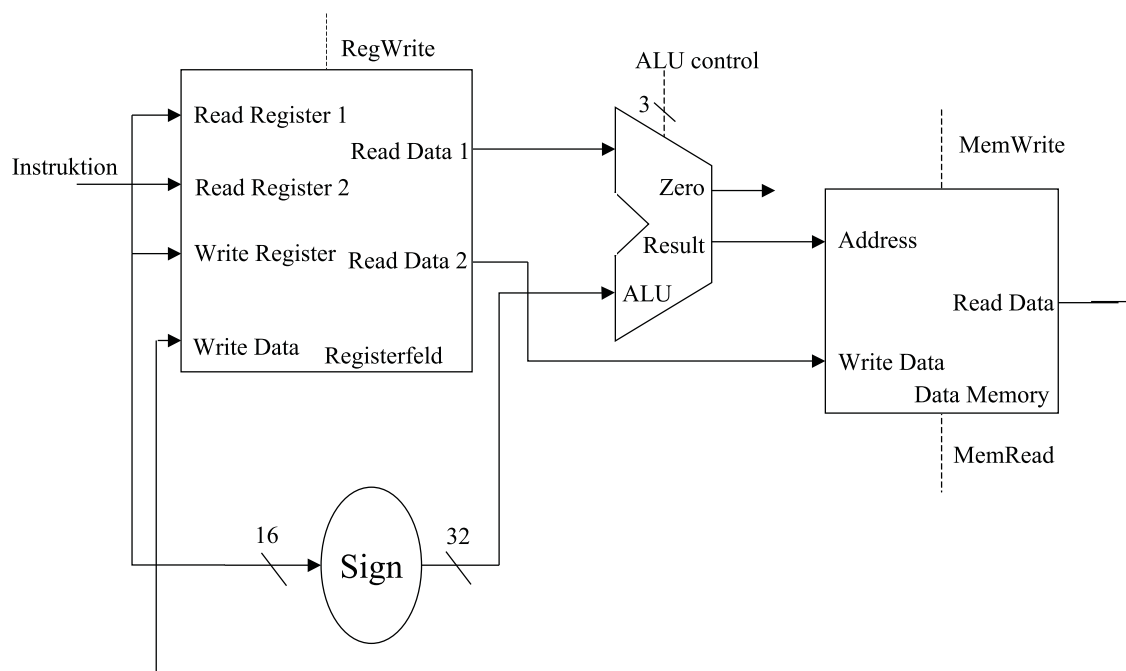 RegWrite
ALU control
3
Read Register 1
Read Data 1
MemWrite
Instruktion
Read Register 2
Zero
Write Register
Read Data 2
Result
Address
ALU
Read Data
Write Data
Registerfeld
Write Data
Data Memory
MemRead
16
32
Sign